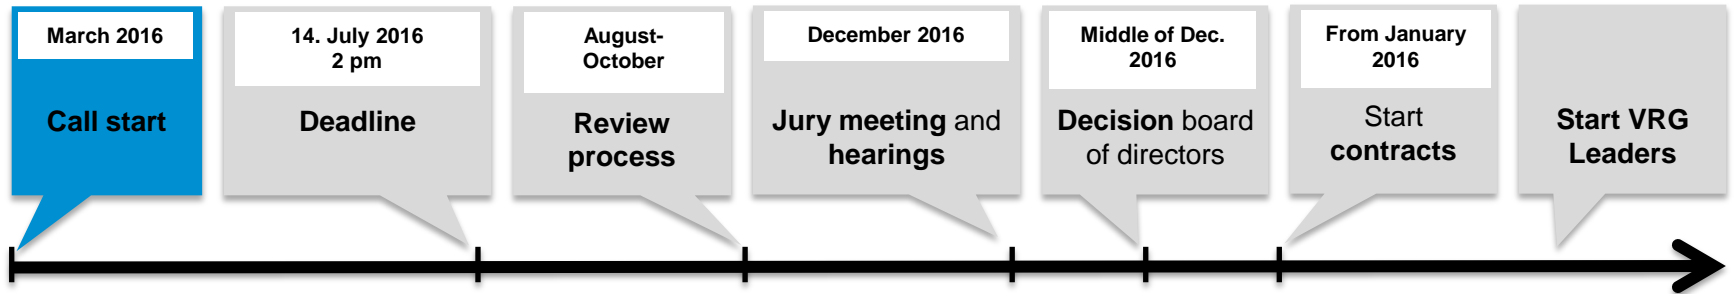 March 2016
Call start
14. July 2016
2 pm
Deadline
August-
October
Review
process
December 2016
Jury meeting and
hearings
Middle of Dec.
2016
Decision board
of directors
From January
2016
Start
contracts
Start VRG
Leaders